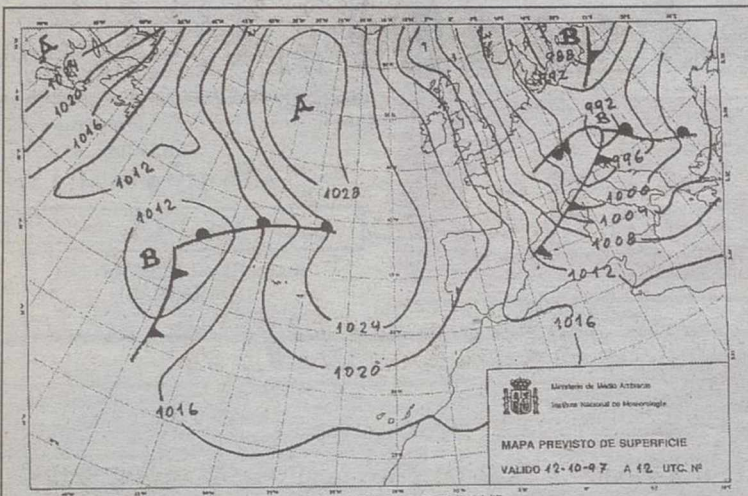 A
B
1020
1016
1012
1012
B
A
1028
1024
1020
1016
988
992
992
B
996
1000
1004
1008
1012
1016
Ministerio de Medio Ambiente
Instituto Nacional de Meteorología
MAPA PREVISTO DE SUPERFICIE
VALIDO 12-10-97 A 12 UTC. Nº